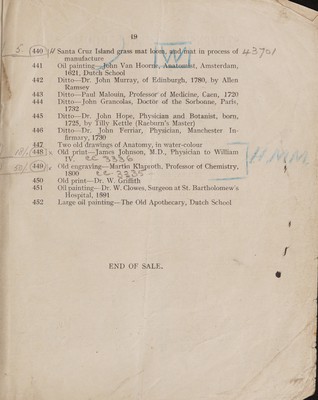 19
5. 440 Santa Cruz Island grass mat loom, and mat in process of 43701
manufacture
441 Oil painting—John Van Hoorne, Anatomist, Amsterdam,
1621, Dutch School
442 Ditto—Dr. John Murray, of Edinburgh, 1780, by Allen
Ramsey
443 Ditto—Paul Malouin, Professor of Medicine, Caen, 1720
444 Ditto—John Grancolas, Doctor of the Sorbonne, Paris,
1732
445 Ditto—Dr. John Hope, Physician and Botanist, born,
1725, by Tilly Kettle (Raeburn's Master)
446 Ditto—Dr. John Ferriar, Physician, Manchester In-
firmary, 1730
447 Two old drawings of Anatomy, in water-colour
448 Old print—James Johnson, M.D., Physician to William HMM
IV. 3336
449 Old engraving—Martin Klaproth, Professor of Chemistry,
1800 3235
450 Old print—Dr. W. Griffith
451 Oil painting—Dr. W. Clowes, Surgeon at St. Bartholomew's
Hospital, 1891
452 Large oil painting—The Old Apothecary, Dutch School
END OF SALE.